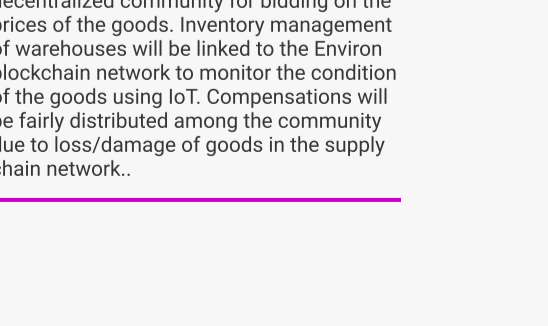 decentralized community for bidding on the
prices of the goods. Inventory management
of warehouses will be linked to the Environ
blockchain network to monitor the condition
of the goods using IoT. Compensations will
be fairly distributed among the community
due to loss/damage of goods in the supply
chain network..